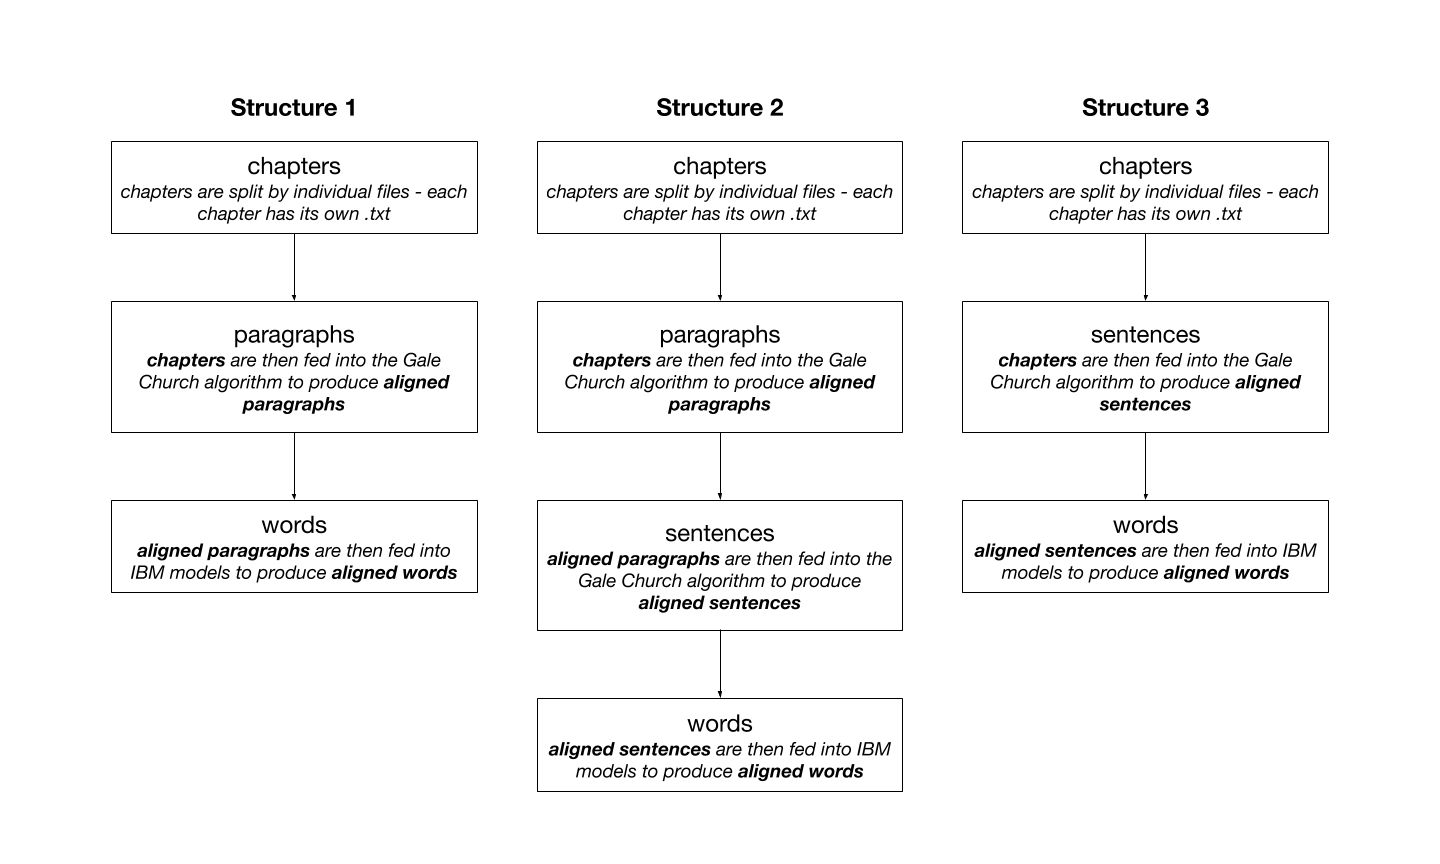 Structure 1
chapters
chapters are split by individual files - each
chapter has its own .txt
paragraphs
chapters are then fed into the Gale
Church algorithm to produce aligned
paragraphs
words
aligned paragraphs are then fed into
IBM models to produce aligned words
Structure 2
chapters
chapters are split by individual files - each
chapter has its own .txt
paragraphs
chapters are then fed into the Gale
Church algorithm to produce aligned
paragraphs
sentences
aligned paragraphs are then fed into the
Gale Church algorithm to produce
aligned sentences
words
aligned sentences are then fed into IBM
models to produce aligned words
Structure 3
chapters
chapters are split by individual files - each
chapter has its own .txt
sentences
chapters are then fed into the Gale
Church algorithm to produce aligned
sentences
words
aligned sentences are then fed into IBM
models to produce aligned words